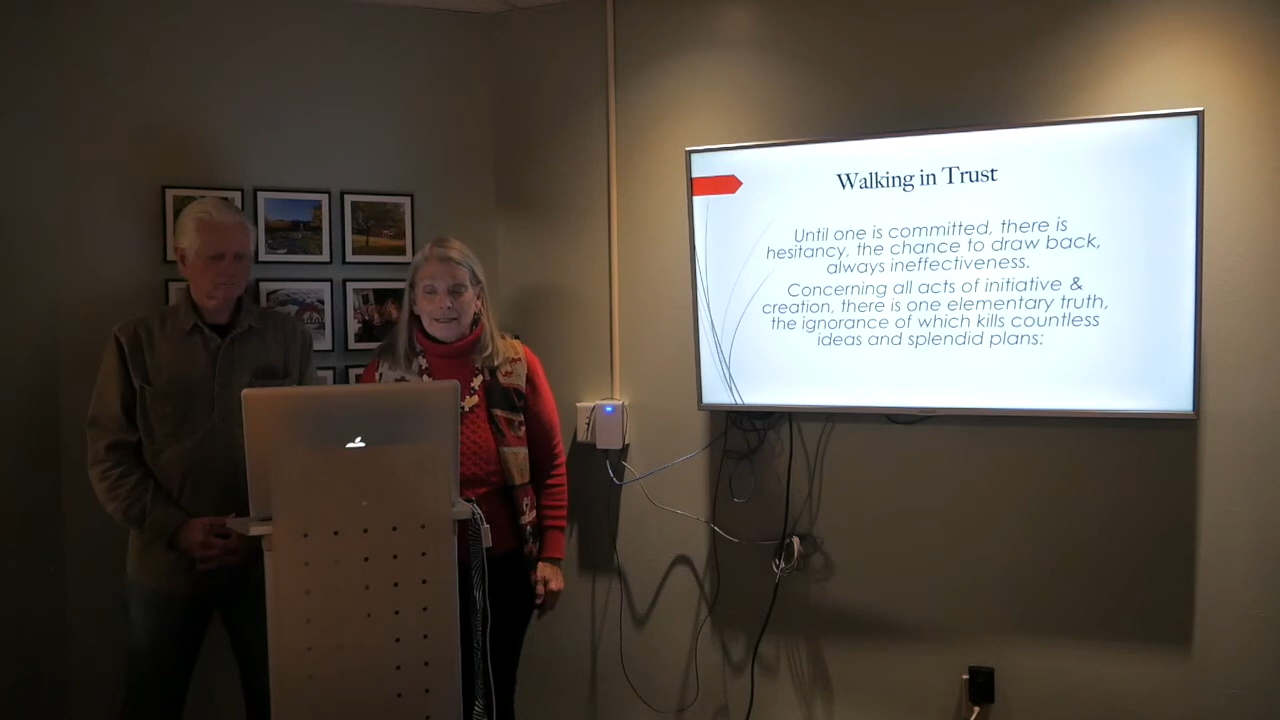 Walking in Trust
Until one is committed, there is
hesitancy, the chance to draw back,
always ineffectiveness.
Concerning all acts of initiative &
creation, there is one elementary truth,
the ignorance of which kills countless
ideas and splendid plans: